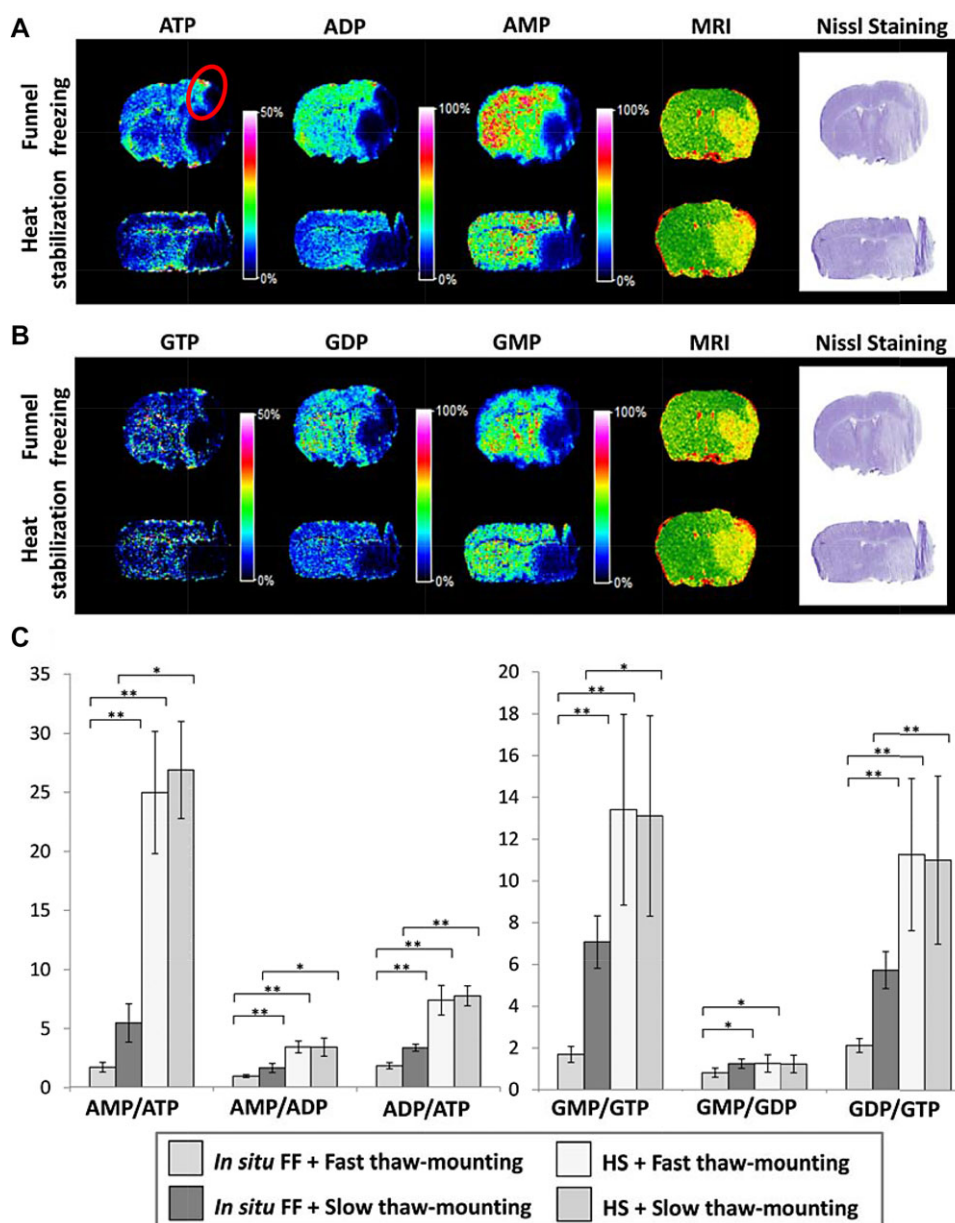 A
ATP ADP AMP MRI Nissl Staining
Funnel freezing
Heat stabilization
50%
0%
100%
0%
100%
0%
B
GTP GDP GMP MRI Nissl Staining
Funnel freezing
Heat stabilization
50%
0%
100%
0%
100%
0%
C
35
30
25
20
15
10
5
0
** ** *
** ** *
** ** **
AMP/ATP AMP/ADP ADP/ATP
20
18
16
14
12
10
8
6
4
2
0
** ** *
* *
** ** **
GMP/GTP GMP/GDP GDP/GTP
In situ FF + Fast thaw-mounting
HS + Fast thaw-mounting
In situ FF + Slow thaw-mounting
HS + Slow thaw-mounting